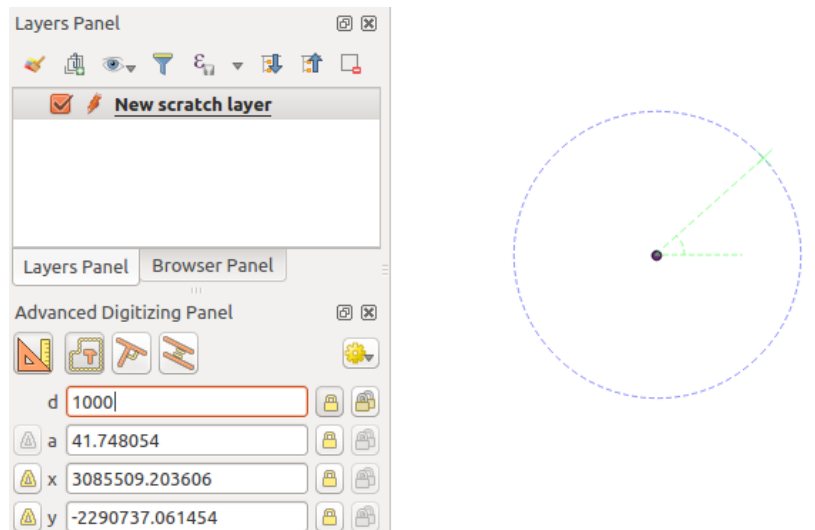 Layers Panel
New scratch layer
Layers Panel Browser Panel
Advanced Digitizing Panel
d 1000
a 41.748054
x 3085509.203606
y -2290737.061454